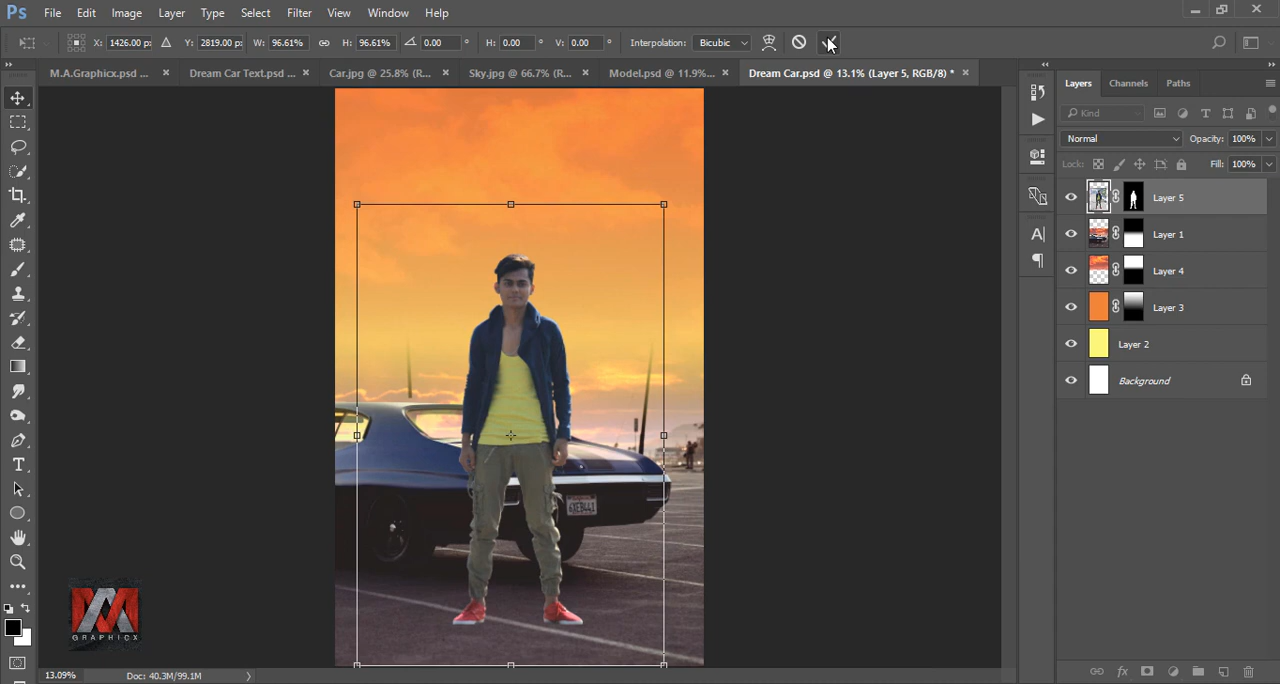 Ps File Edit Image Layer Type Select Filter View Window Help
X: 1426.00 px Y: 2819.00 px W: 96.61% H: 96.61% 0.00 ° H: 0.00 ° V: 0.00 ° Interpolation: Bicubic
M.A.Graphicx.psd ... × Dream Car Text.psd ... × Car.jpg @ 25.8% (R... × Sky.jpg @ 66.7% (R... × Model.psd @ 11.9%... × Dream Car.psd @ 13.1% (Layer 5, RGB/8) * ×
Layers Channels Paths
Kind
Normal Opacity: 100%
Lock: Fill: 100%
Layer 5
Layer 1
Layer 4
Layer 3
Layer 2
Background
6XEB441
GRAPHICX
13.09% Doc: 40.3M/99.1M